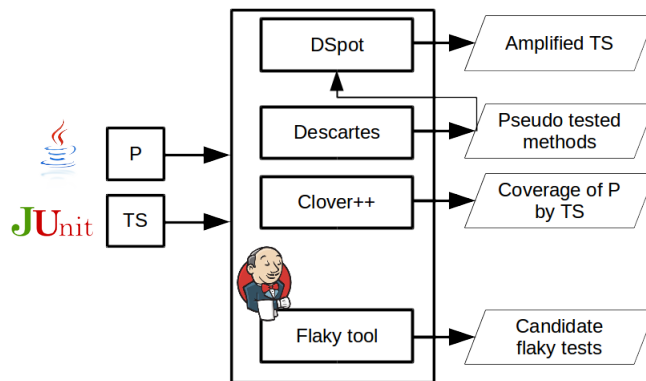 DSpot
Amplified TS
Descartes
Pseudo tested
methods
P
Clover++
Coverage of P
by TS
JUnit
TS
Flaky tool
Candidate
flaky tests